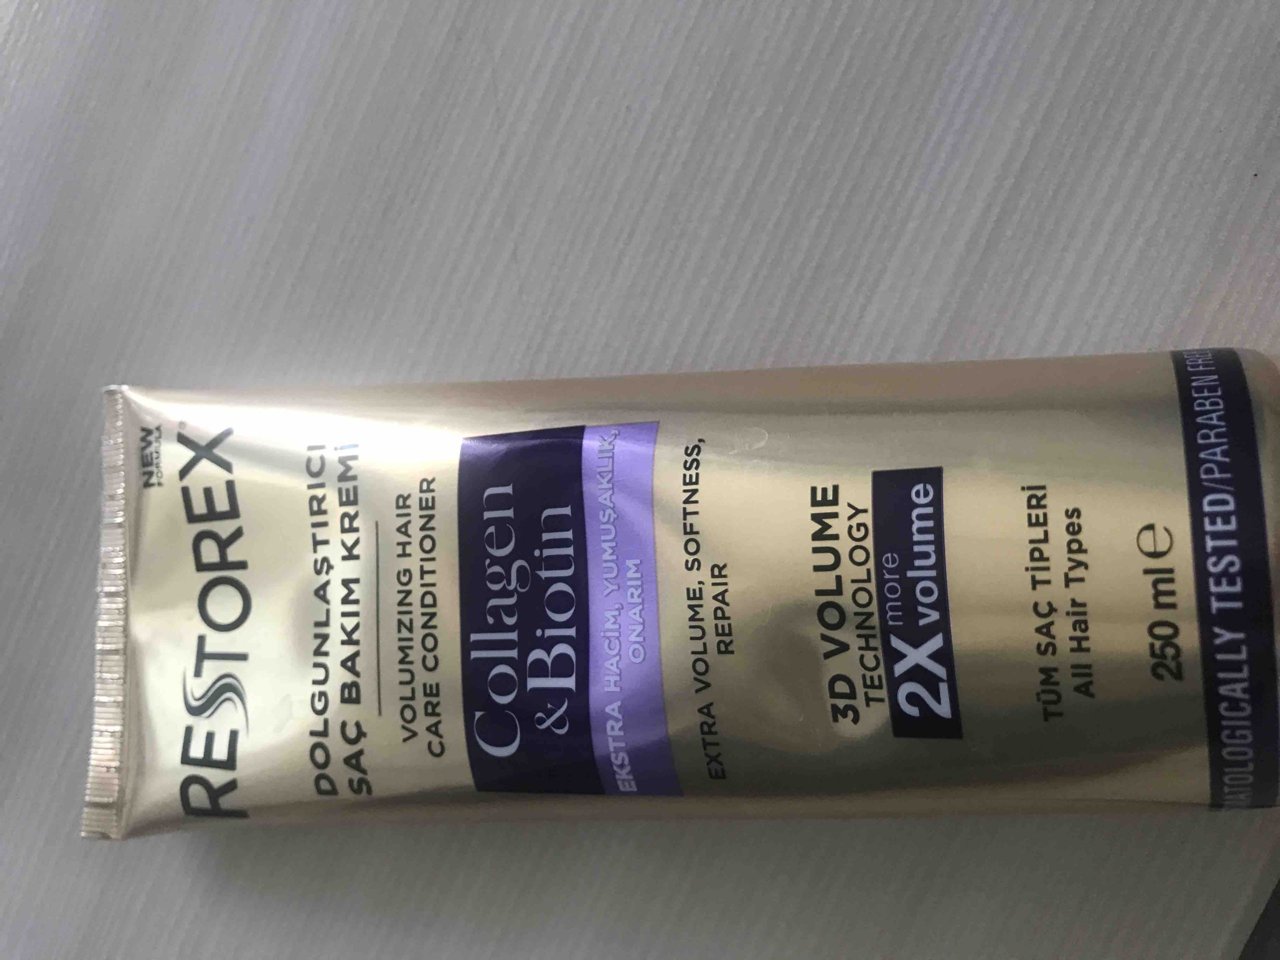 NEW
FORMULA
RESTOREX®
DOLGUNLAŞTIRICI
SAÇ BAKIM KREMİ
VOLUMIZING HAIR
CARE CONDITIONER
Collagen
&Biotin
EKSTRA HACİM, YUMUŞAKLIK,
ONARIM
EXTRA VOLUME, SOFTNESS,
REPAIR
3D VOLUME
TECHNOLOGY
2X more volume
TÜM SAÇ TİPLERİ
All Hair Types
250 ml ℮
TESTED/PARABEN FREE